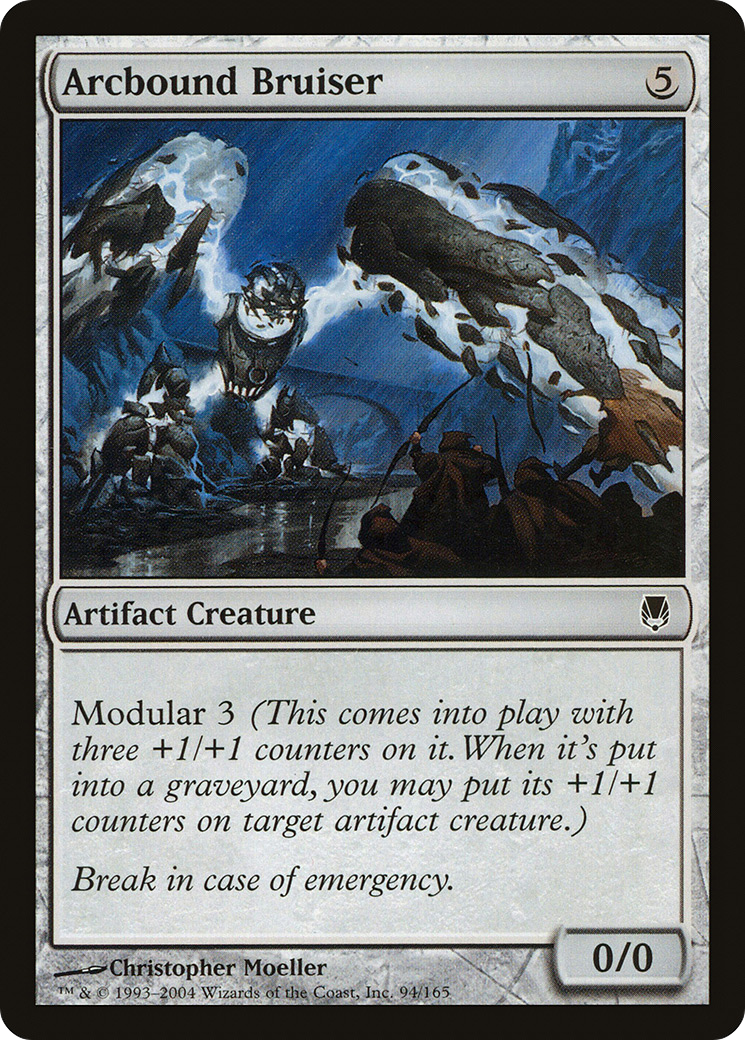 Arcbound Bruiser
5
Artifact Creature
Modular 3 (This comes into play with
three +1/+1 counters on it. When it's put
into a graveyard, you may put its +1/+1
counters on target artifact creature.)
Break in case of emergency.
0/0
Christopher Moeller
™ & © 1993–2004 Wizards of the Coast, Inc. 94/165